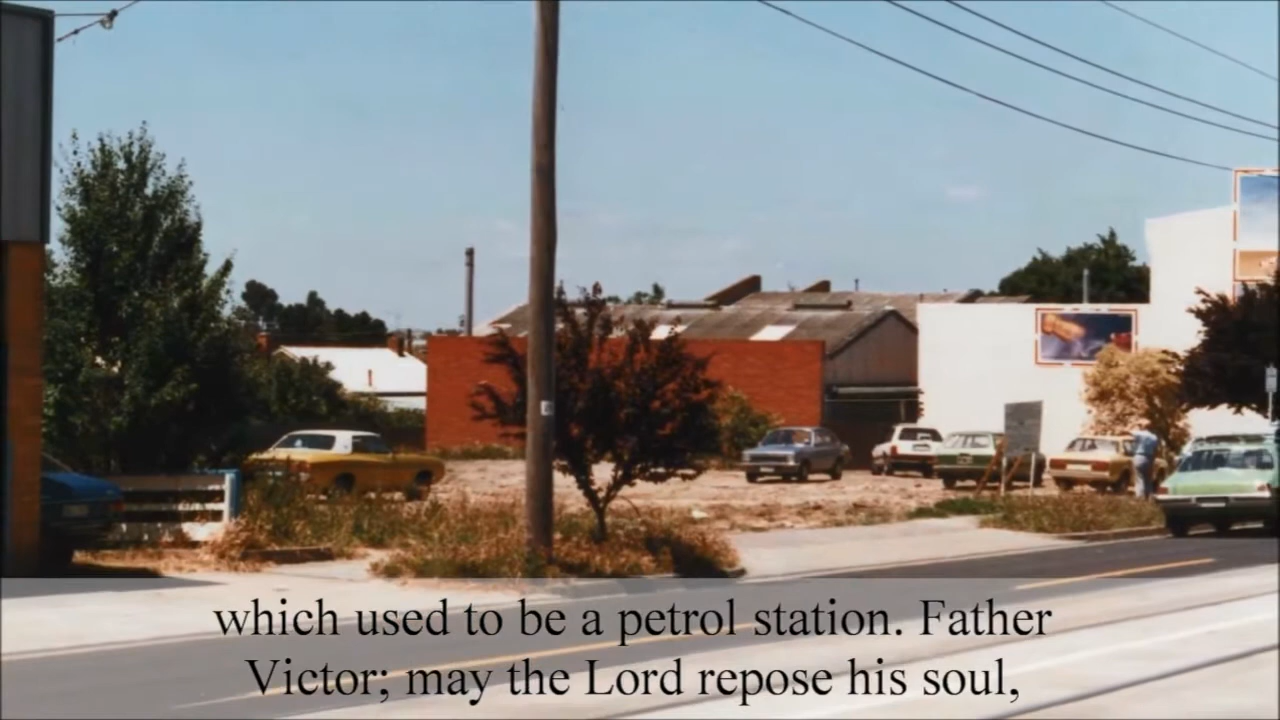 which used to be a petrol station. Father
Victor; may the Lord repose his soul,